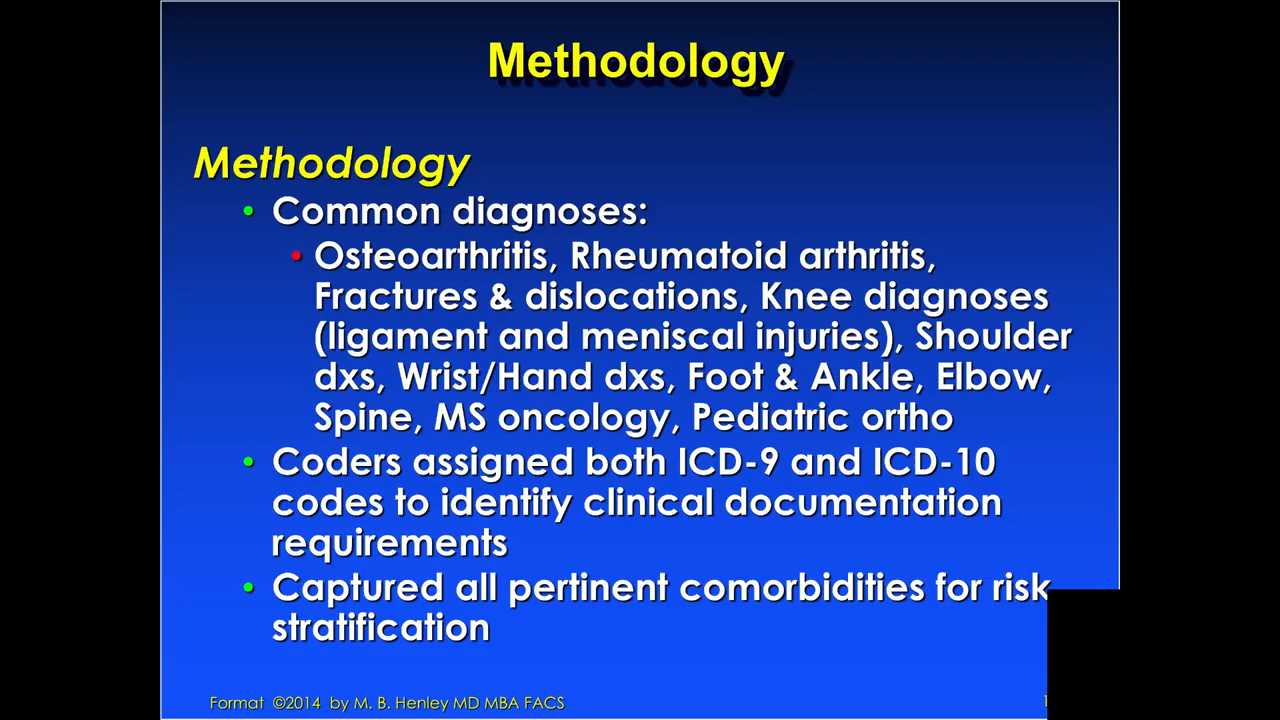 Methodology
Methodology
• Common diagnoses:
• Osteoarthritis, Rheumatoid arthritis,
Fractures & dislocations, Knee diagnoses
(ligament and meniscal injuries), Shoulder
dxs, Wrist/Hand dxs, Foot & Ankle, Elbow,
Spine, MS oncology, Pediatric ortho
• Coders assigned both ICD-9 and ICD-10
codes to identify clinical documentation
requirements
• Captured all pertinent comorbidities for risk
stratification
Format ©2014 by M. B. Henley MD MBA FACS